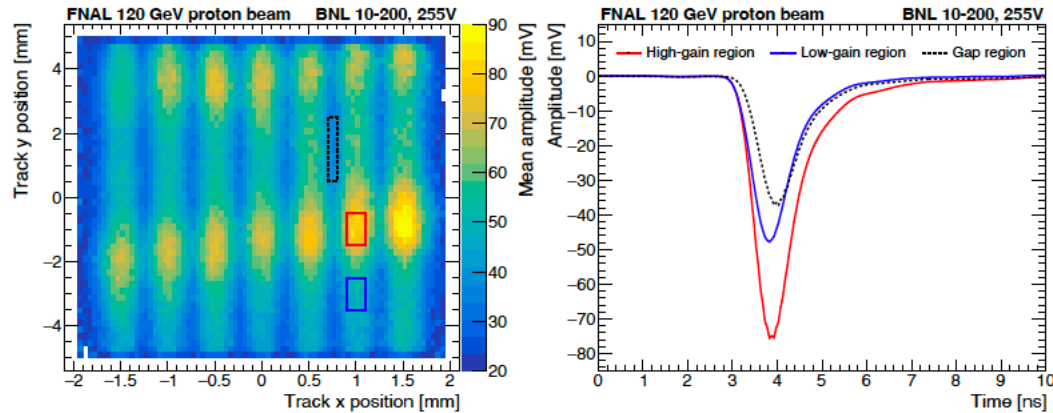 FNAL 120 GeV proton beam BNL 10-200, 255V
Track y position [mm]
4
2
0
−2
−4
−2 −1.5 −1 −0.5 0 0.5 1 1.5 2
Track x position [mm]
90
80
70
60
50
40
30
20
Mean amplitude [mV]
FNAL 120 GeV proton beam BNL 10-200, 255V
High-gain region Low-gain region Gap region
Amplitude [mV]
10
0
−10
−20
−30
−40
−50
−60
−70
−80
0 1 2 3 4 5 6 7 8 9 10
Time [ns]